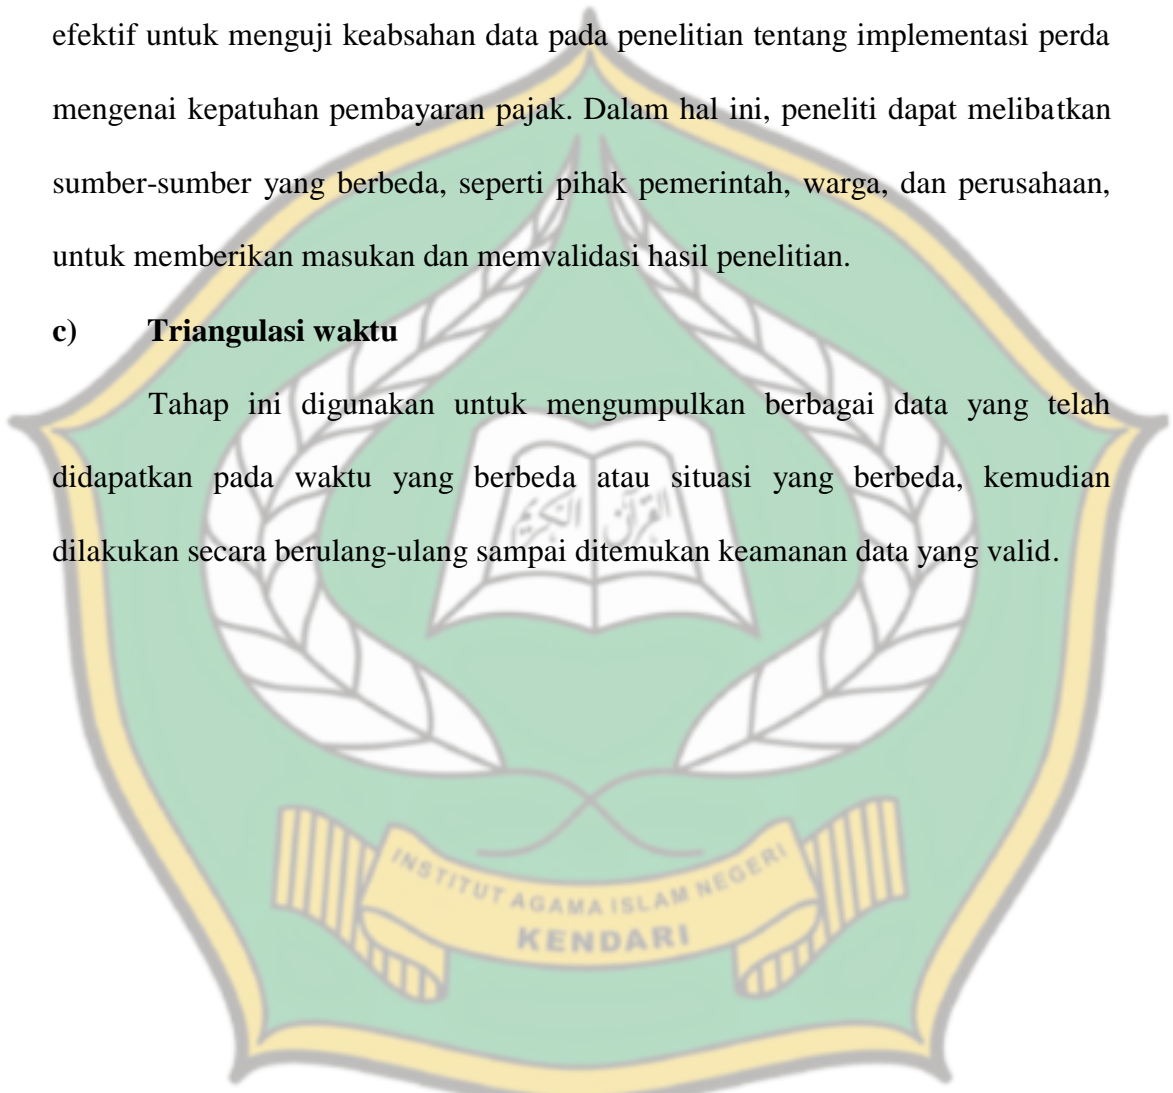 efektif untuk menguji keabsahan data pada penelitian tentang implementasi perda
mengenai kepatuhan pembayaran pajak. Dalam hal ini, peneliti dapat melibatkan
sumber-sumber yang berbeda, seperti pihak pemerintah, warga, dan perusahaan,
untuk memberikan masukan dan memvalidasi hasil penelitian.
c) Triangulasi waktu
Tahap ini digunakan untuk mengumpulkan berbagai data yang telah
didapatkan pada waktu yang berbeda atau situasi yang berbeda, kemudian
القرآن الكريم
dilakukan secara berulang-ulang sampai ditemukan keamanan data yang valid.
INSTITUT AGAMA ISLAM NEGERI
KENDARI